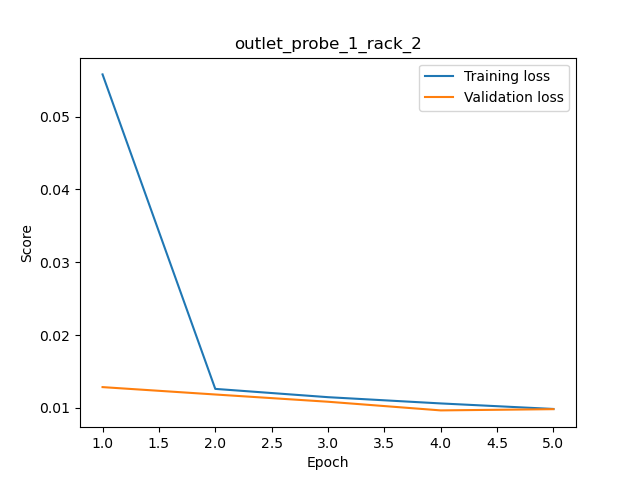 outlet_probe_1_rack_2
Training loss
Validation loss
0.05
0.04
0.03
0.02
0.01
Score
1.0 1.5 2.0 2.5 3.0 3.5 4.0 4.5 5.0
Epoch